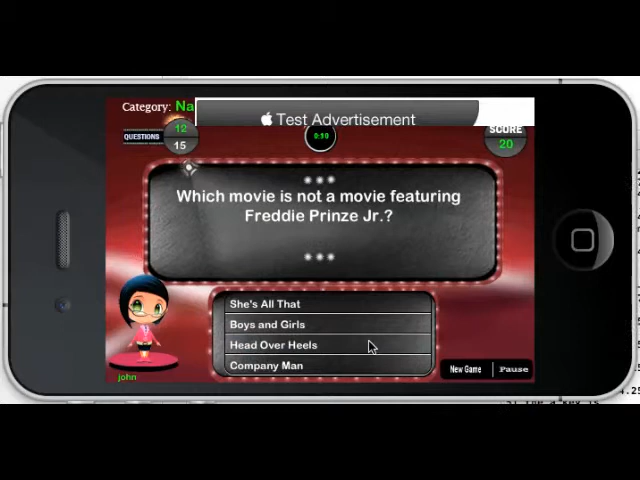 Category: Na
Test Advertisement
QUESTIONS
12
15
0:10
SCORE
20
Which movie is not a movie featuring
Freddie Prinze Jr.?
She's All That
Boys and Girls
Head Over Heels
Company Man
john
New Game
Pause